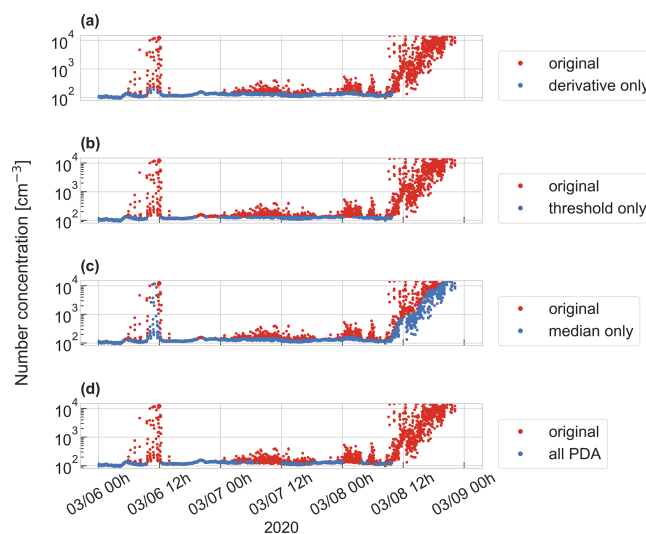 (a)
10^4
10^3
10^2
original
derivative only
(b)
10^4
10^3
10^2
original
threshold only
Number concentration [cm^−3]
(c)
10^4
10^3
10^2
original
median only
(d)
10^4
10^3
10^2
original
all PDA
03/06 00h
03/06 12h
03/07 00h
03/07 12h
03/08 00h
03/08 12h
03/09 00h
2020